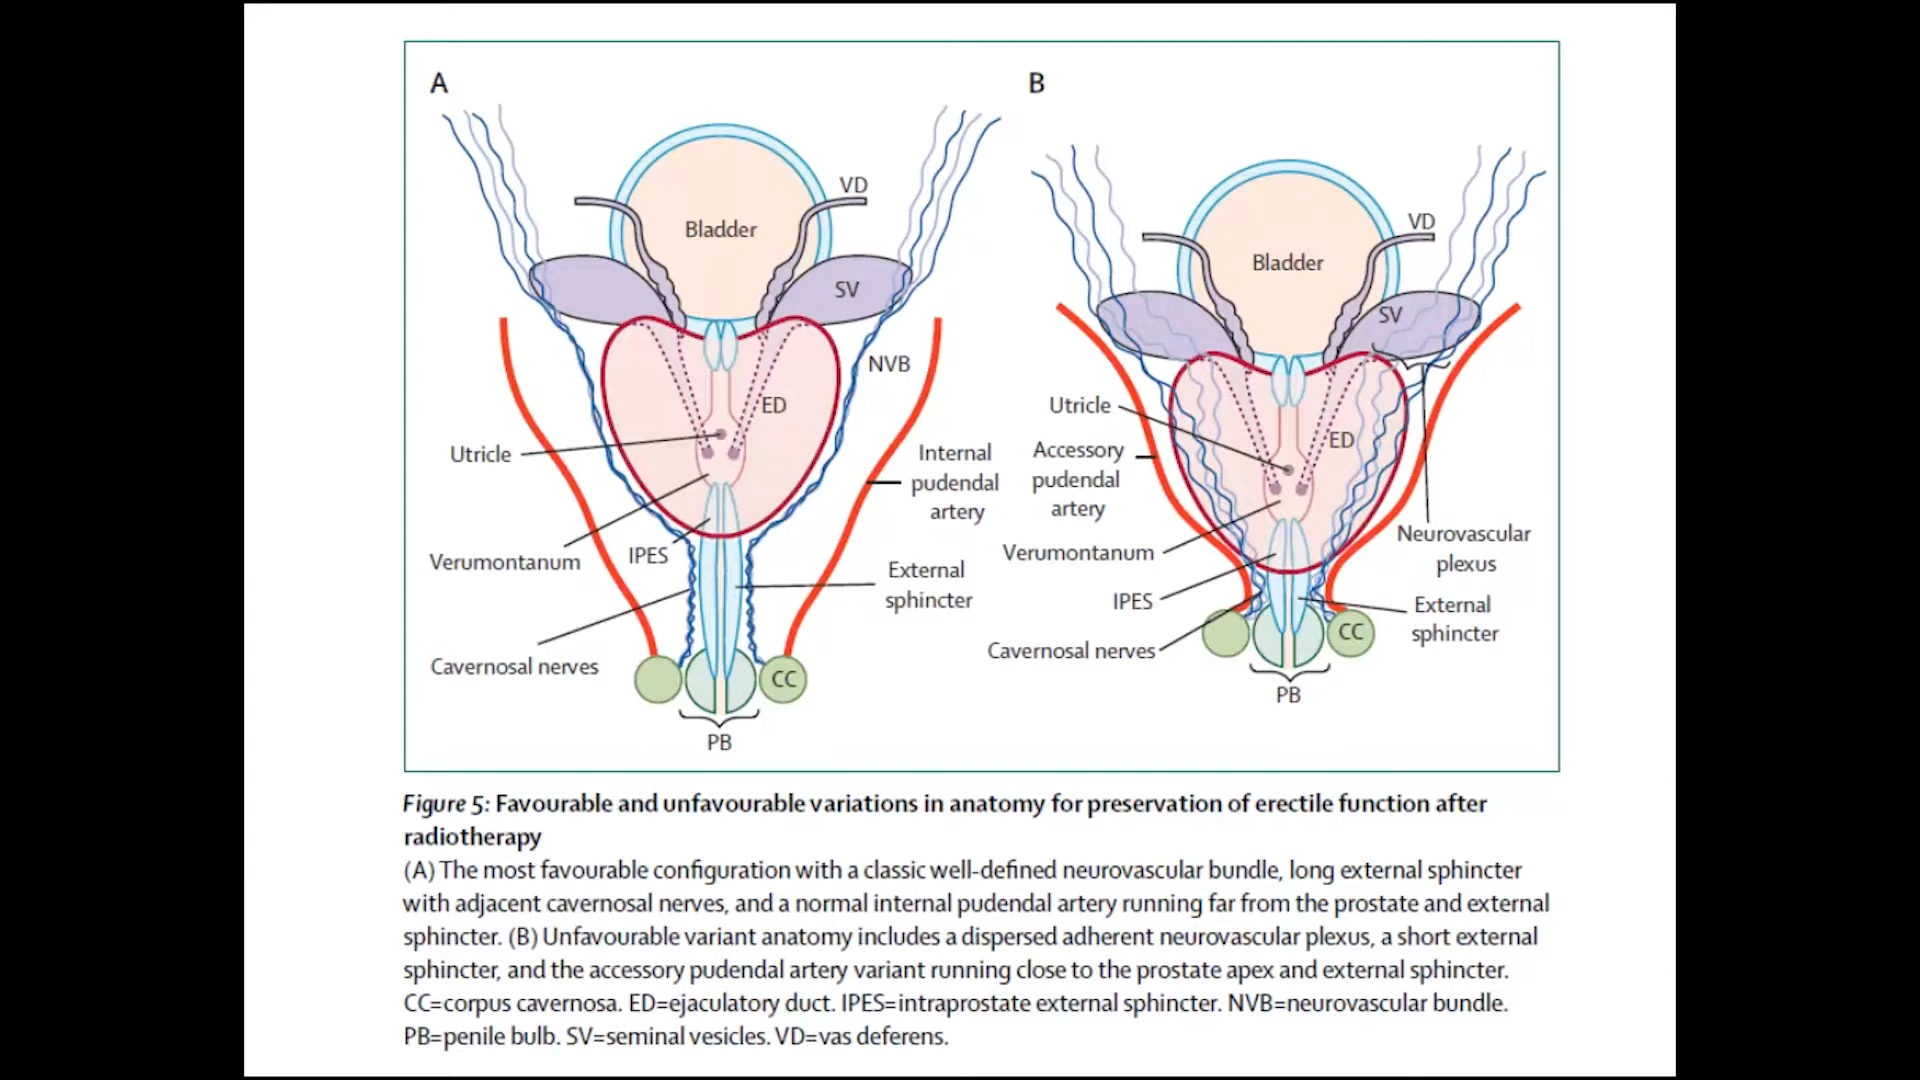 A
VD
Bladder
SV
NVB
ED
Utricle
Internal
pudendal
artery
Verumontanum
IPES
External
sphincter
Cavernosal nerves
CC
PB
B
VD
Bladder
SV
Utricle
ED
Accessory
pudendal
artery
Neurovascular
plexus
Verumontanum
IPES
External
sphincter
CC
Cavernosal nerves
PB
Figure 5: Favourable and unfavourable variations in anatomy for preservation of erectile function after
radiotherapy
(A) The most favourable configuration with a classic well-defined neurovascular bundle, long external sphincter
with adjacent cavernosal nerves, and a normal internal pudendal artery running far from the prostate and external
sphincter. (B) Unfavourable variant anatomy includes a dispersed adherent neurovascular plexus, a short external
sphincter, and the accessory pudendal artery variant running close to the prostate apex and external sphincter.
CC=corpus cavernosa. ED=ejaculatory duct. IPES=intraprostate external sphincter. NVB=neurovascular bundle.
PB=penile bulb. SV=seminal vesicles. VD=vas deferens.